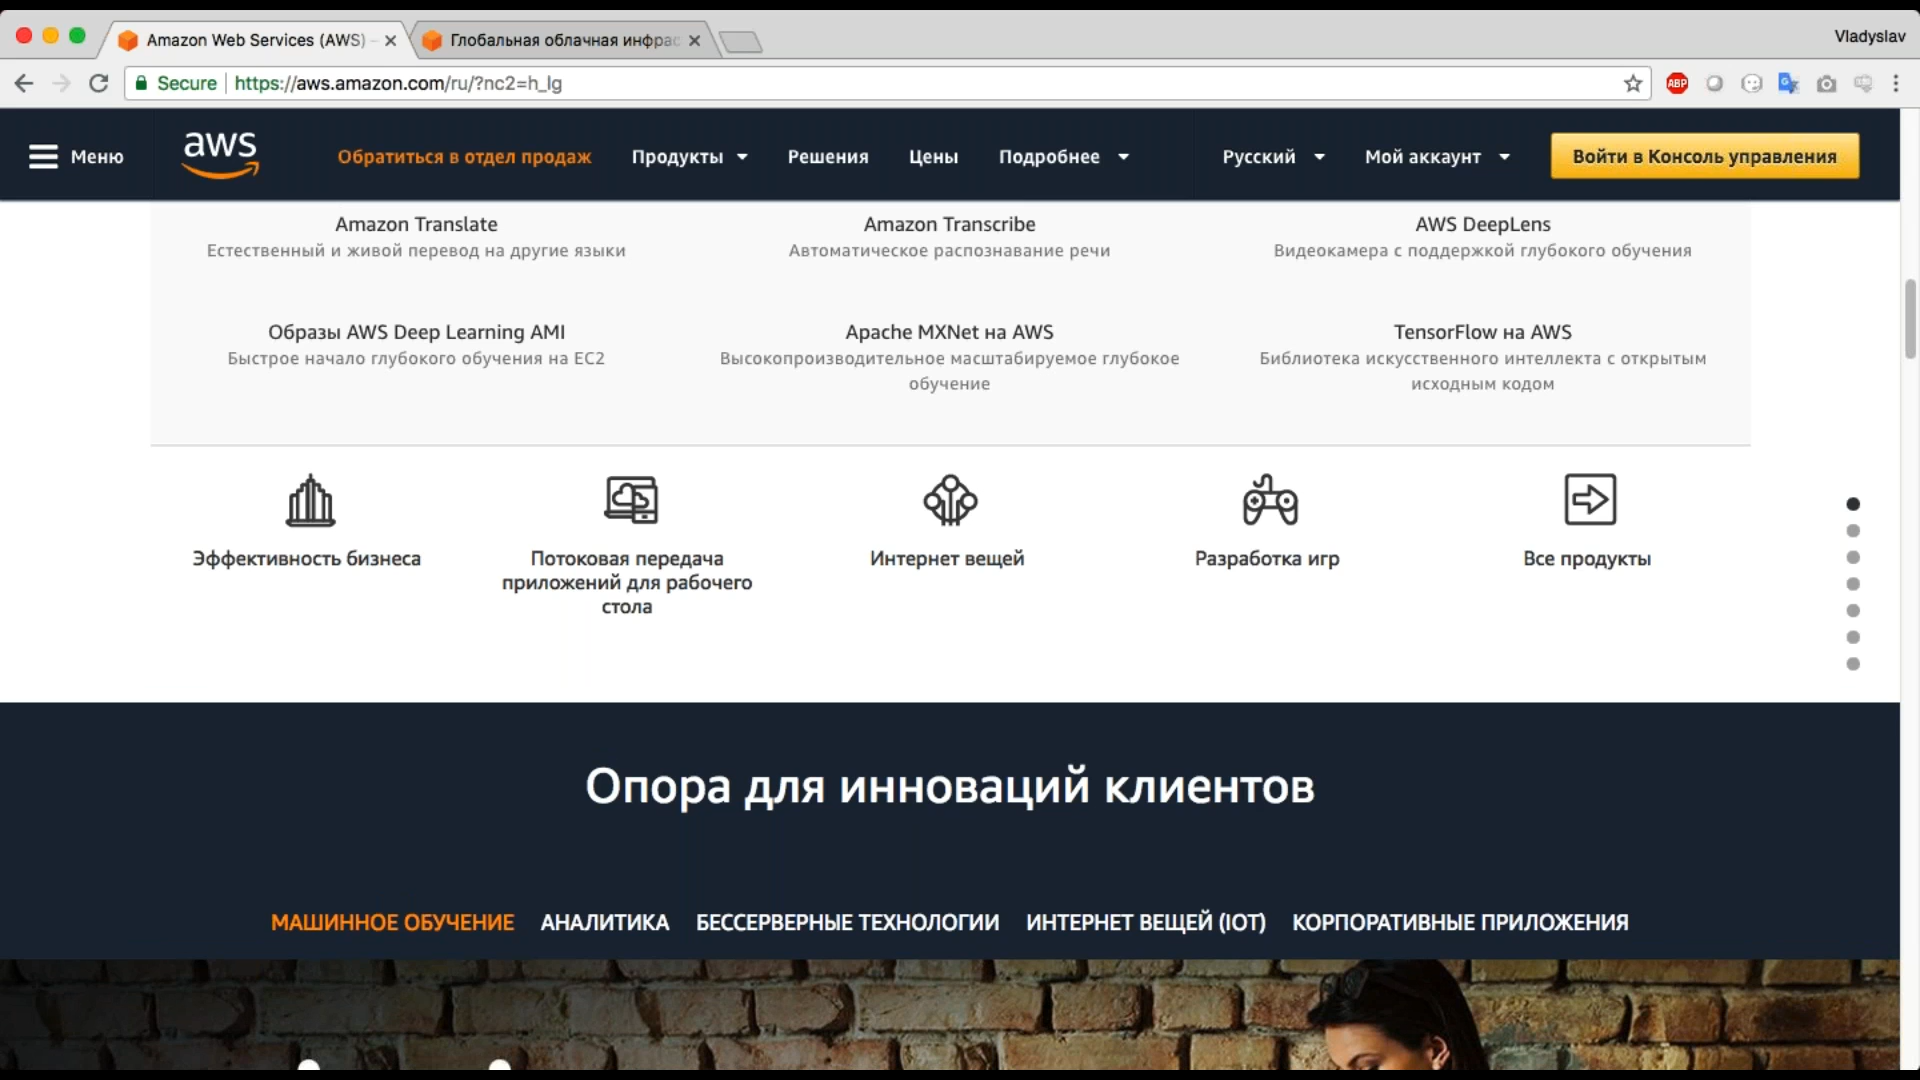 Vladyslav
Amazon Web Services (AWS) –
Глобальная облачная инфрас
Secure https://aws.amazon.com/ru/?nc2=h_lg
ABP
Меню
aws
Обратиться в отдел продаж
Продукты
Решения
Цены
Подробнее
Русский
Мой аккаунт
Войти в Консоль управления
Amazon Translate
Естественный и живой перевод на другие языки
Amazon Transcribe
Автоматическое распознавание речи
AWS DeepLens
Видеокамера с поддержкой глубокого обучения
Образы AWS Deep Learning AMI
Быстрое начало глубокого обучения на EC2
Apache MXNet на AWS
Высокопроизводительное масштабируемое глубокое
обучение
TensorFlow на AWS
Библиотека искусственного интеллекта с открытым
исходным кодом
Эффективность бизнеса
Потоковая передача
приложений для рабочего
стола
Интернет вещей
Разработка игр
Все продукты
Опора для инноваций клиентов
МАШИННОЕ ОБУЧЕНИЕ
АНАЛИТИКА
БЕССЕРВЕРНЫЕ ТЕХНОЛОГИИ
ИНТЕРНЕТ ВЕЩЕЙ (IOT)
КОРПОРАТИВНЫЕ ПРИЛОЖЕНИЯ